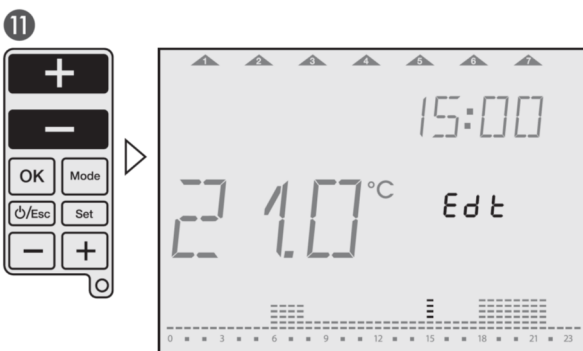 11
+
−
OK Mode
⏻/Esc Set
− +
1 2 3 4 5 6 7
15:00
21.0 °C
Edt
0 3 6 9 12 15 18 21 23